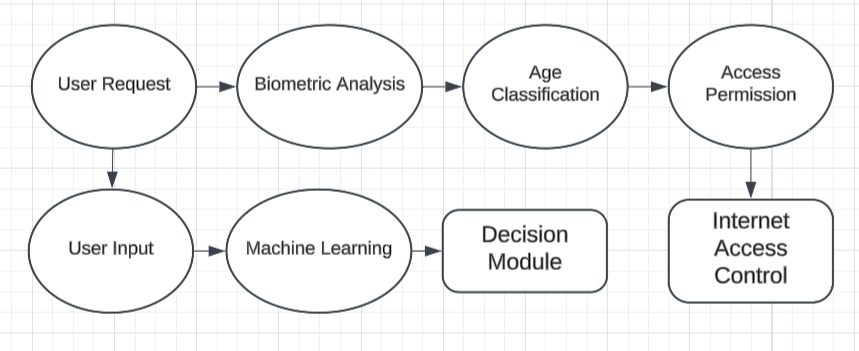 User Request
Biometric Analysis
Age
Classification
Access
Permission
User Input
Machine Learning
Decision
Module
Internet
Access
Control